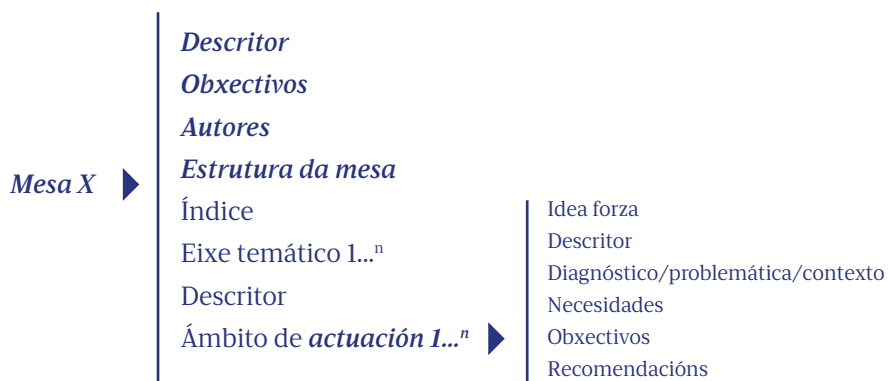 Mesa X
Descritor
Obxectivos
Autores
Estrutura da mesa
Índice
Eixe temático 1...ⁿ
Descritor
Ámbito de actuación 1...ⁿ
Idea forza
Descritor
Diagnóstico/problemática/contexto
Necesidades
Obxectivos
Recomendacións